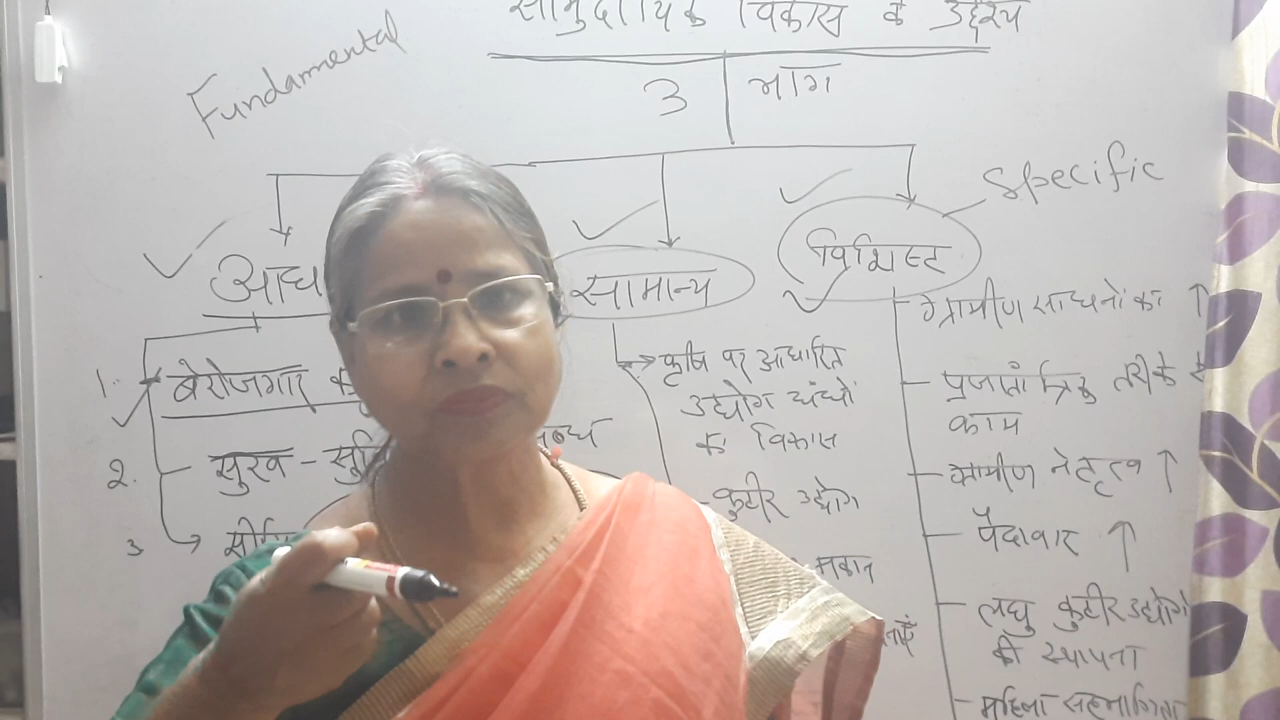 सामुदायिक विकास के उद्देश्य
Fundamental
3 भाग
Specific
सामान्य
विशिष्ट
1. बेरोजगार
2. सुख -
3
कृषि पर आधारित
उद्योग धंधों
का विकास
कुटीर उद्योग
मकान
ग्रामीण साधनों का ↑
प्रजातांत्रिक तरीके से
काम
ग्रामीण नेतृत्व ↑
पैदावार ↑
लघु कुटीर उद्योगों
की स्थापना
महिला सहभागिता